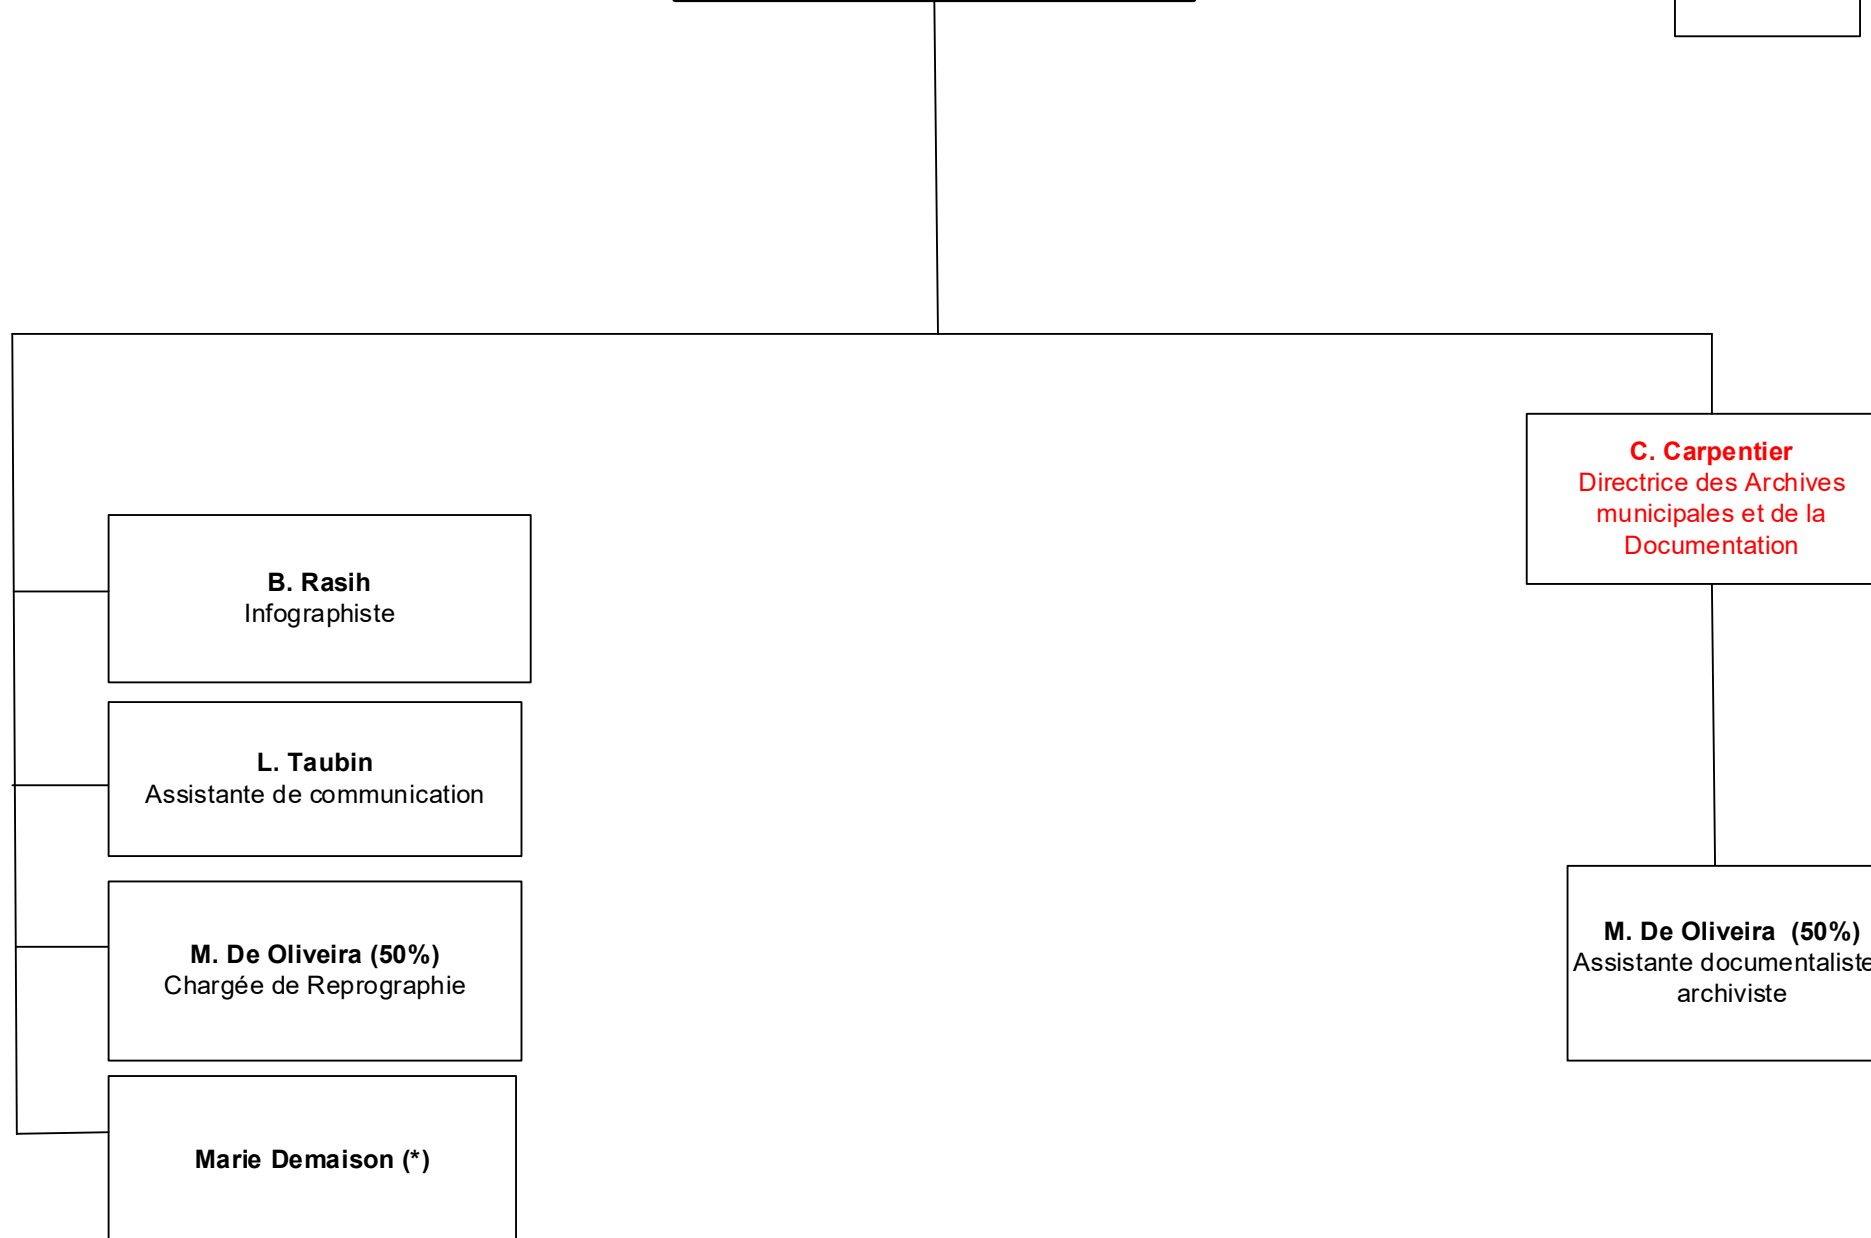 C. Carpentier
Directrice des Archives
municipales et de la
Documentation
B. Rasih
Infographiste
L. Taubin
Assistante de communication
M. De Oliveira (50%)
Chargée de Reprographie
M. De Oliveira (50%)
Assistante documentaliste
archiviste
Marie Demaison (*)